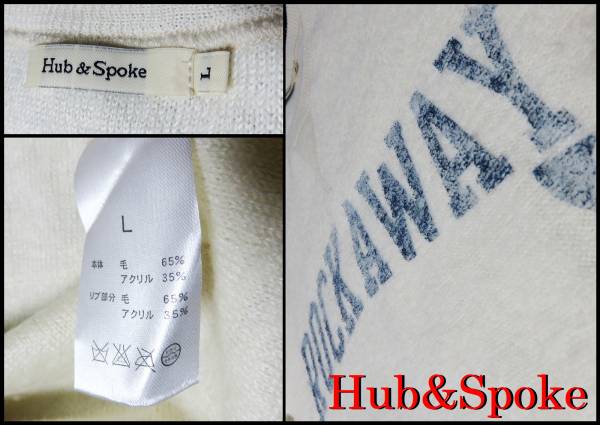 Hub & Spoke
L
L
本体 毛 65%
アクリル 35%
リブ部分 毛 65%
アクリル 35%
ROCKAWAY
Hub&Spoke